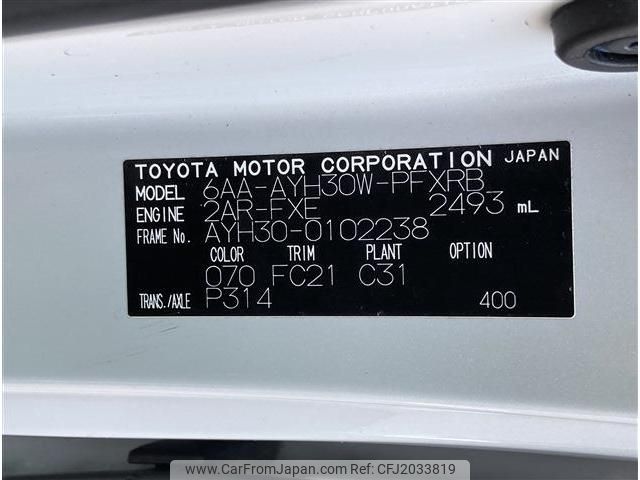 TOYOTA MOTOR CORPORATION JAPAN
MODEL 6AA-AYH30W-PFXRB
ENGINE 2AR-FXE 2493 mL
FRAME No. AYH30-0102238
COLOR TRIM PLANT OPTION
070 FC21 C31
TRANS./AXLE P314 400
www.CarFromJapan.com - CFJ2033819